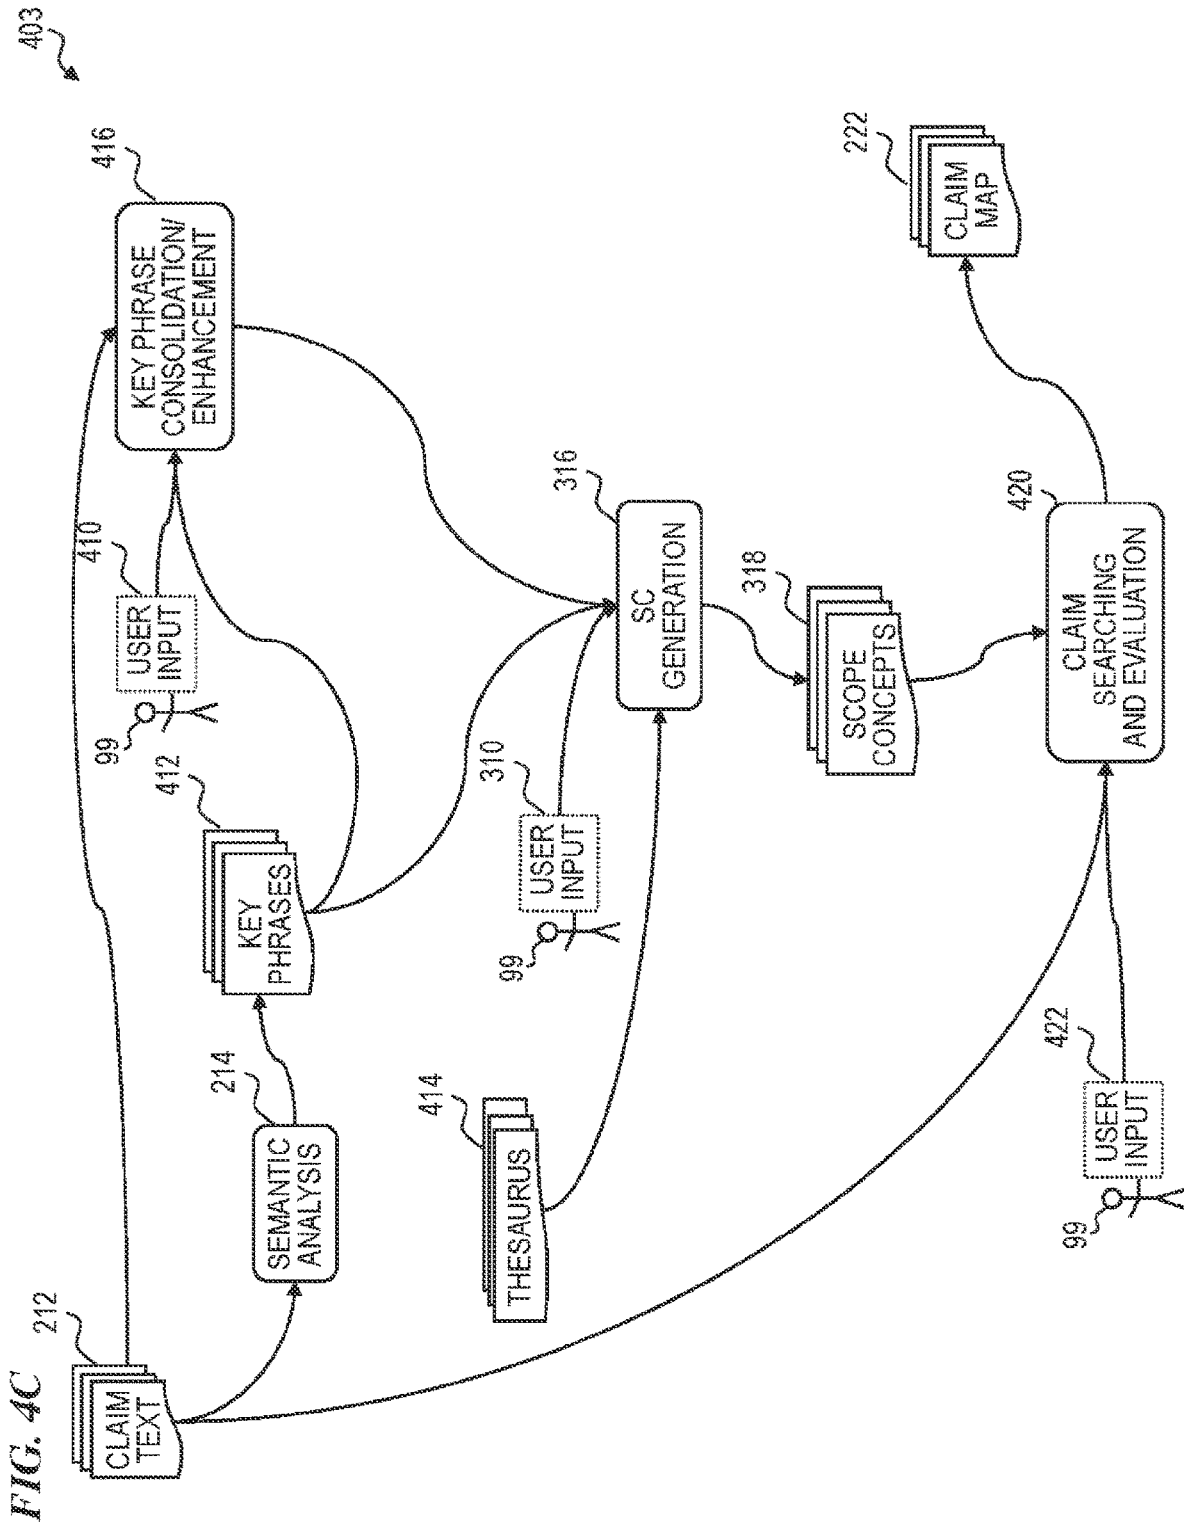 FIG. 4C
403
212
CLAIM
TEXT
410
99
USER
INPUT
416
KEY PHRASE
CONSOLIDATION/
ENHANCEMENT
214
SEMANTIC
ANALYSIS
412
KEY
PHRASES
414
THESAURUS
310
99
USER
INPUT
316
SC
GENERATION
318
SCOPE
CONCEPTS
222
CLAIM
MAP
422
99
USER
INPUT
420
CLAIM
SEARCHING
AND EVALUATION